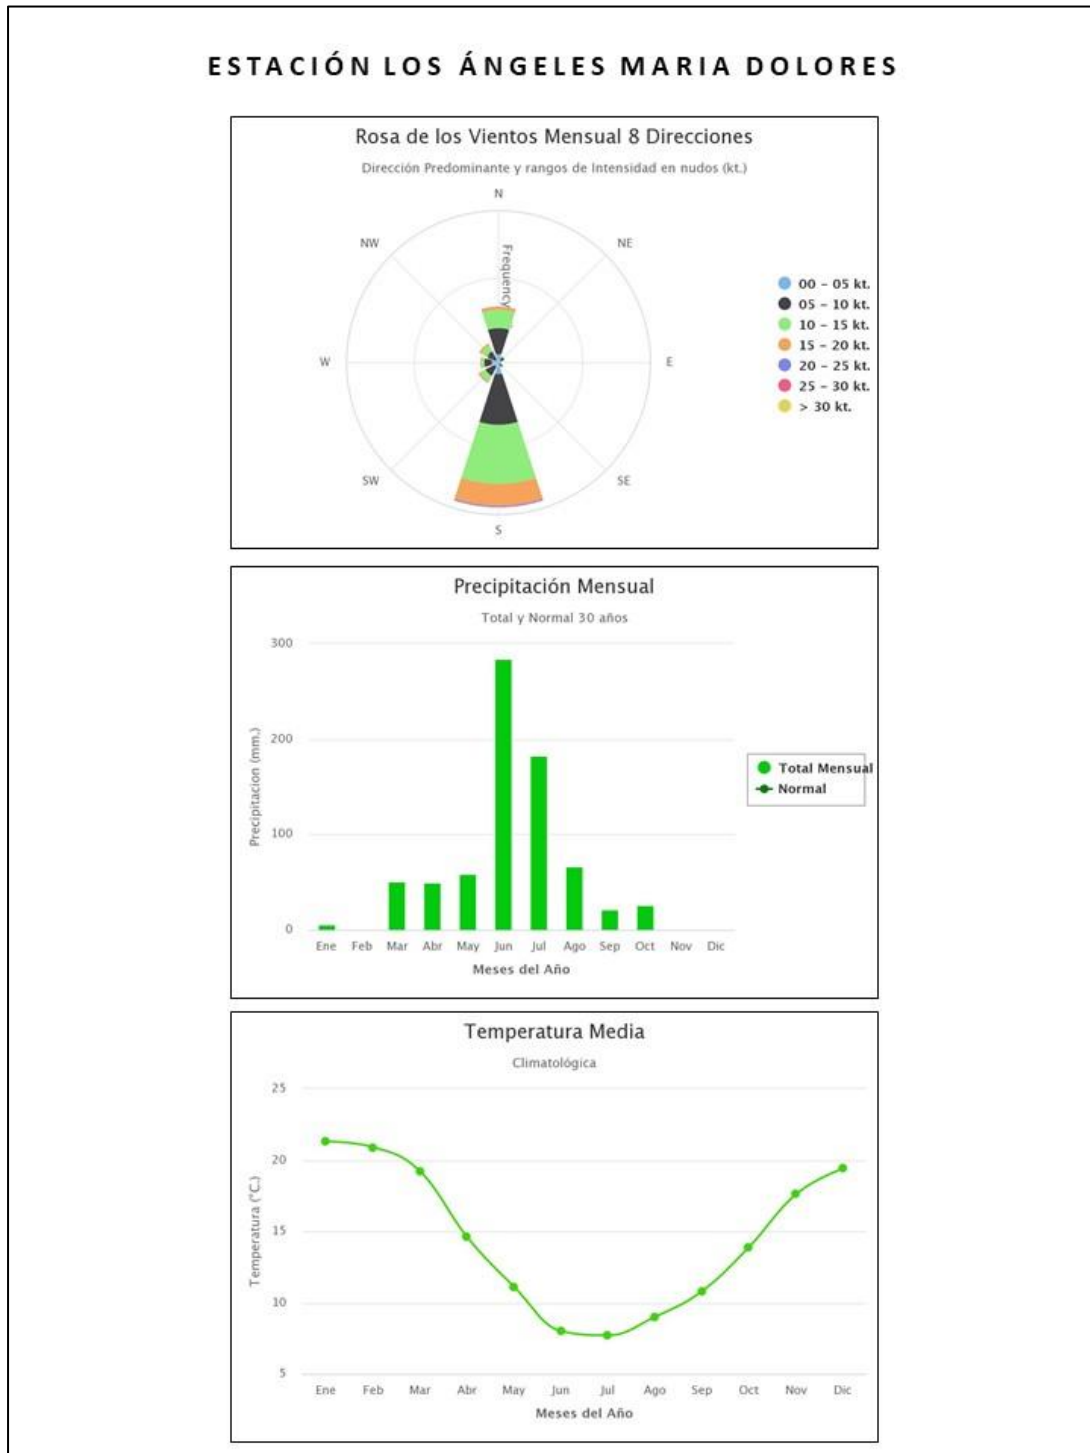 ESTACIÓN LOS ÁNGELES MARIA DOLORES
Rosa de los Vientos Mensual 8 Direcciones
Dirección Predominante y rangos de Intensidad en nudos (kt.)
N
NW
NE
Frequency
W
E
SW
SE
S
00 - 05 kt.
05 - 10 kt.
10 - 15 kt.
15 - 20 kt.
20 - 25 kt.
25 - 30 kt.
> 30 kt.
Precipitación Mensual
Total y Normal 30 años
Precipitacion (mm.)
300
200
100
0
Ene Feb Mar Abr May Jun Jul Ago Sep Oct Nov Dic
Meses del Año
Total Mensual
Normal
Temperatura Media
Climatológica
Temperatura (°C.)
25
20
15
10
5
Ene Feb Mar Abr May Jun Jul Ago Sep Oct Nov Dic
Meses del Año